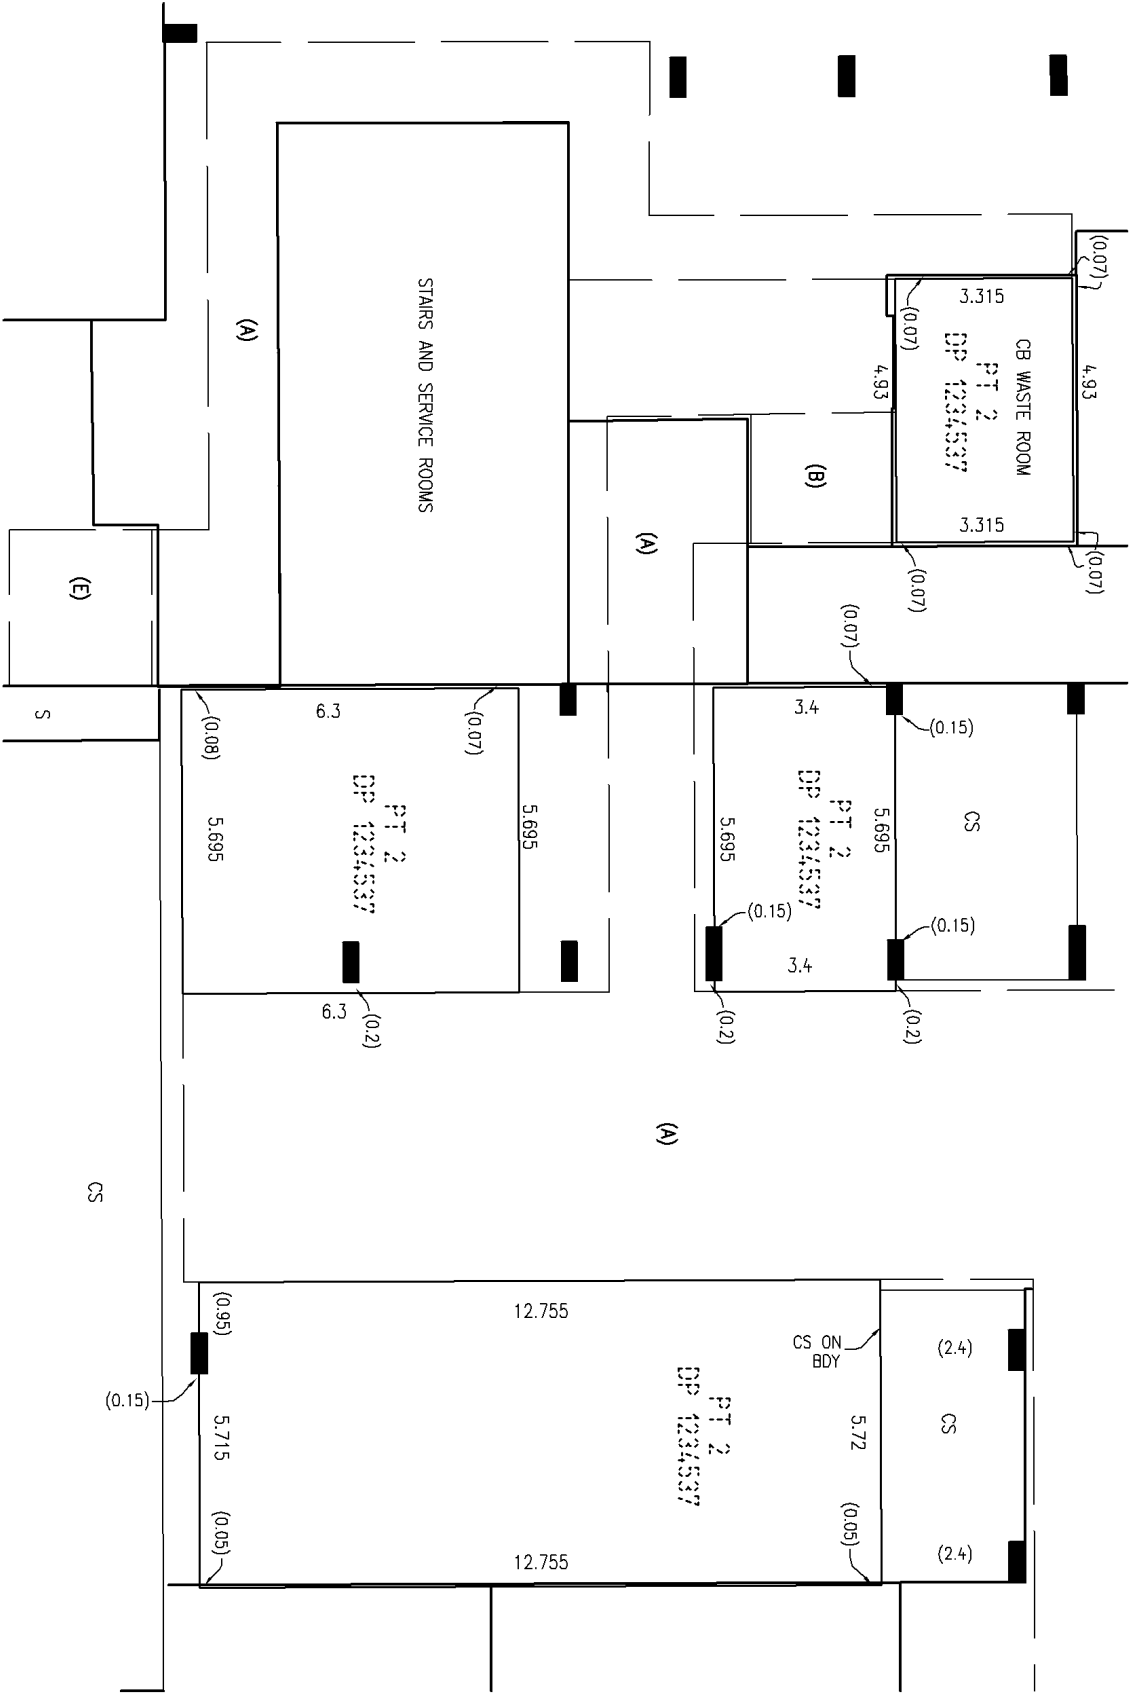 (0.07)
3.315
(0.07)
CB WASTE ROOM
PT 2
DP 1234537
4.93
4.93
STAIRS AND SERVICE ROOMS
(A)
(B)
3.315
(A)
(0.07)
(0.07)
(E)
(0.07)
S
(0.08)
6.3
(0.07)
3.4
(0.15)
PT 2
DP 1234537
PT 2
DP 1234537
5.695
5.695
5.695
5.695
CS
(0.15)
(0.15)
3.4
6.3
(0.2)
(0.2)
(0.2)
(A)
CS
(0.95)
12.755
CS ON
BDY
(2.4)
(0.15)
PT 2
DP 1234537
5.715
5.72
CS
(0.05)
12.755
(0.05)
(2.4)